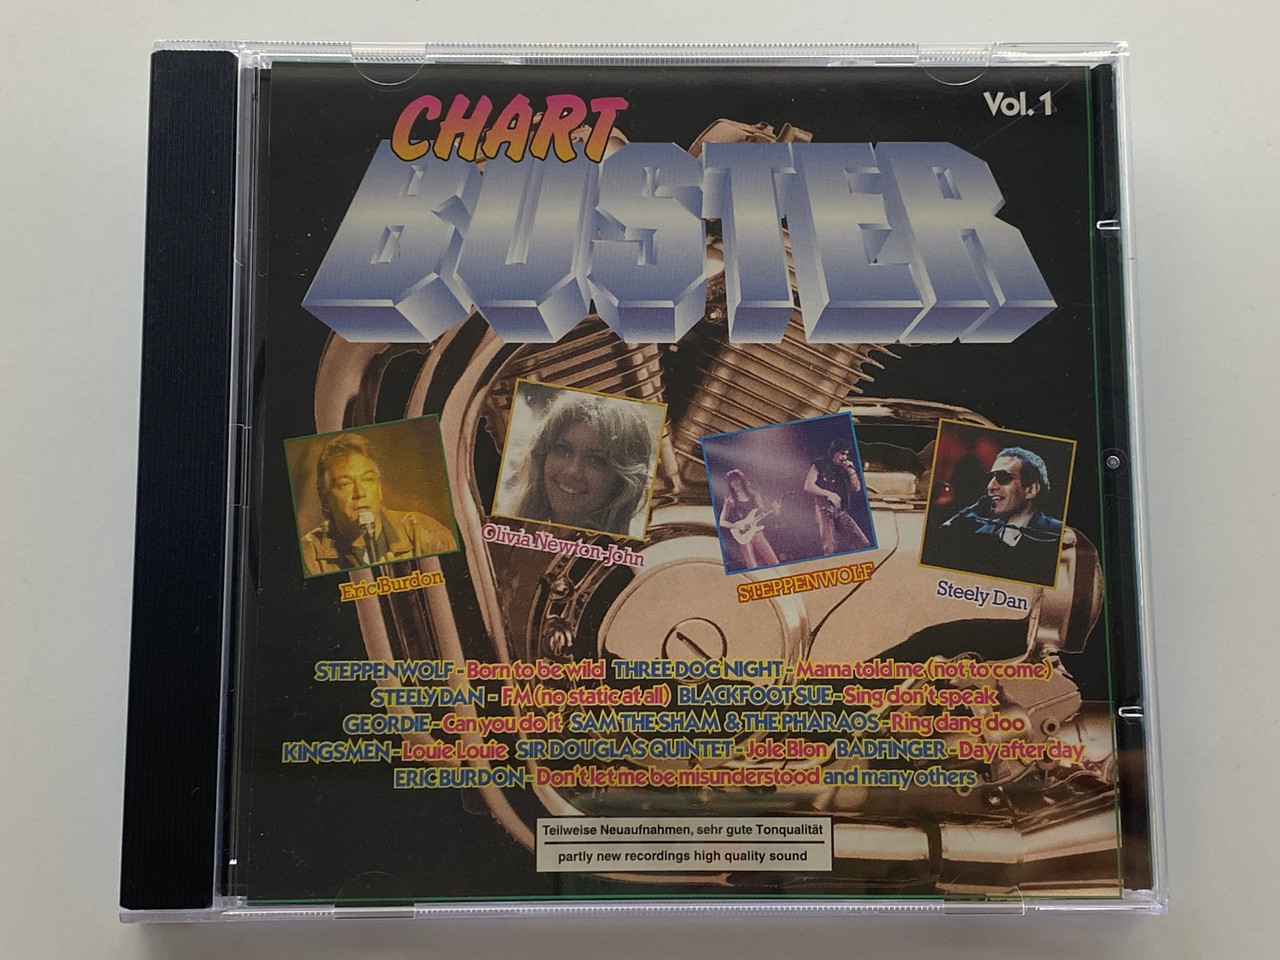 CHART
BUSTER
Vol. 1
Eric Burdon
Olivia Newton-John
STEPPENWOLF
Steely Dan
STEPPENWOLF - Born to be wild THREE DOG NIGHT - Mama told me (not to come)
STEELY DAN - FM (no static at all) BLACKFOOT SUE - Sing don't speak
GEORDIE - Can you do it SAM THE SHAM & THE PHARAOS - Ring dang doo
KINGSMEN - Louie Louie SIR DOUGLAS QUINTET - Jole Blon BADFINGER - Day after day
ERIC BURDON - Don't let me be misunderstood and many others
Teilweise Neuaufnahmen, sehr gute Tonqualität
partly new recordings high quality sound